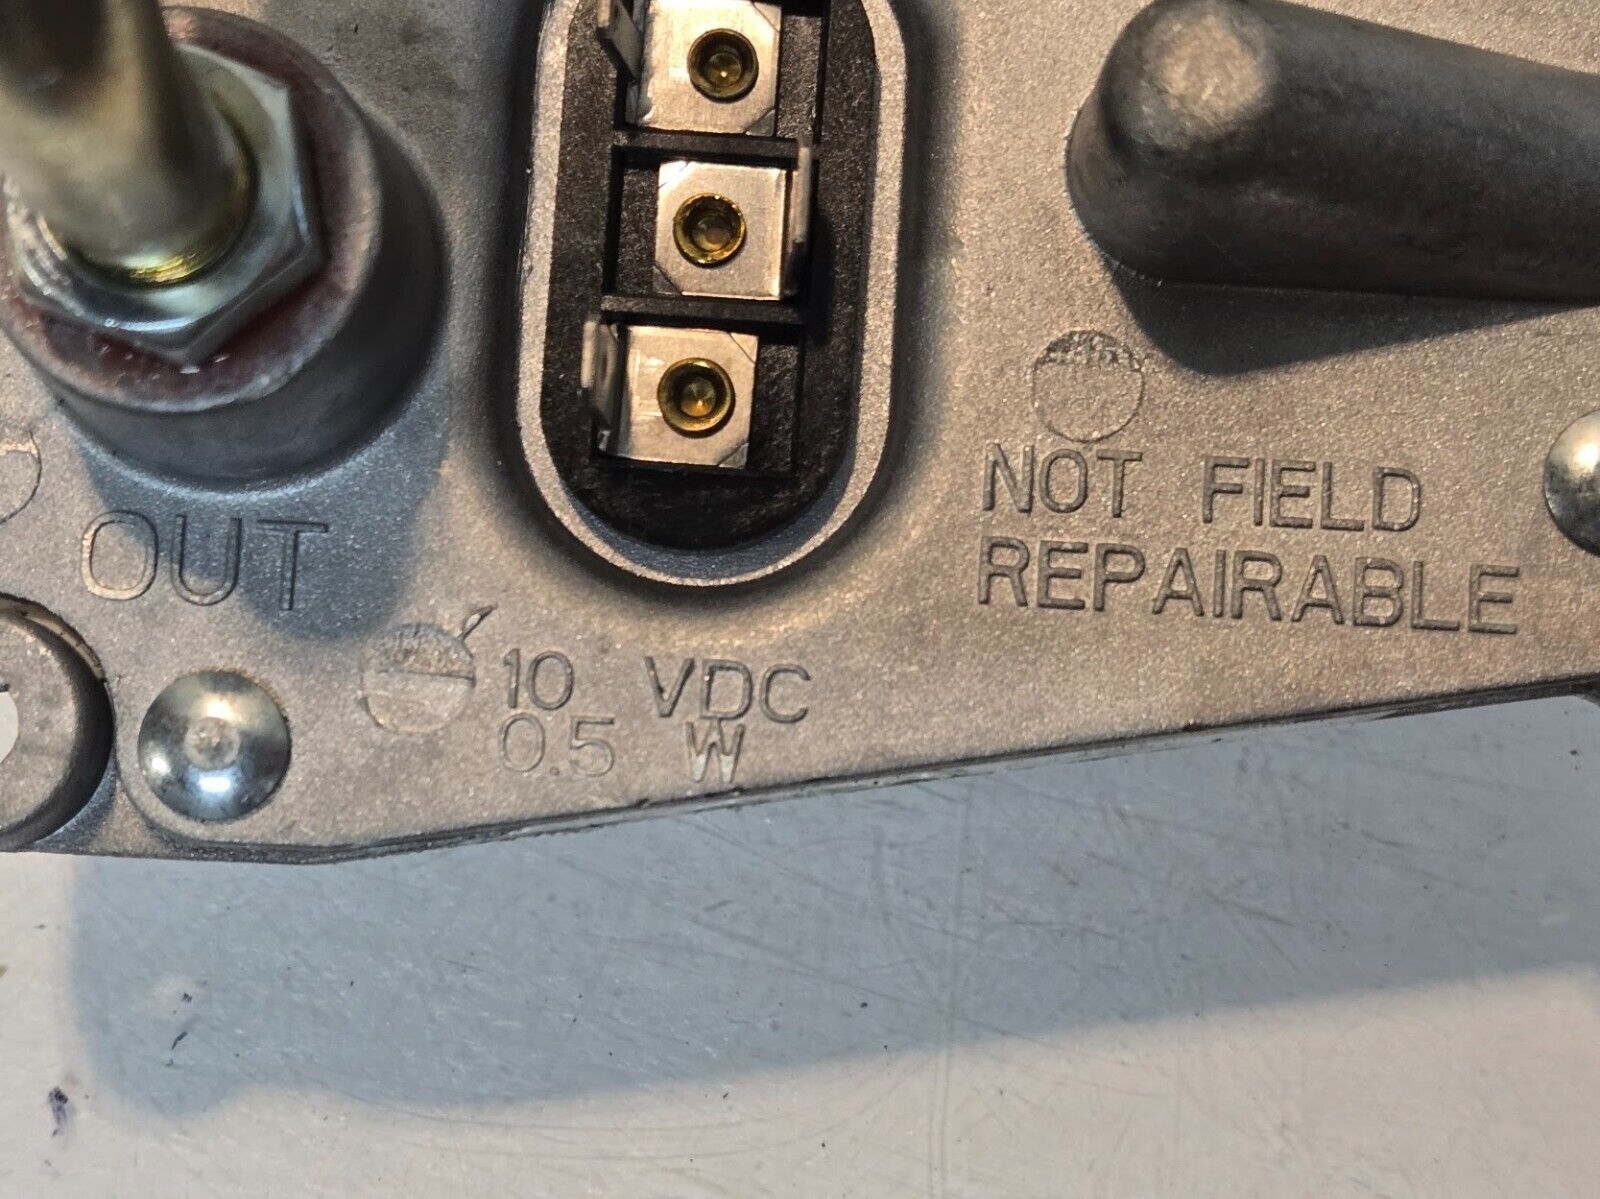 OUT
NOT FIELD
REPAIRABLE
10 VDC
0.5 W